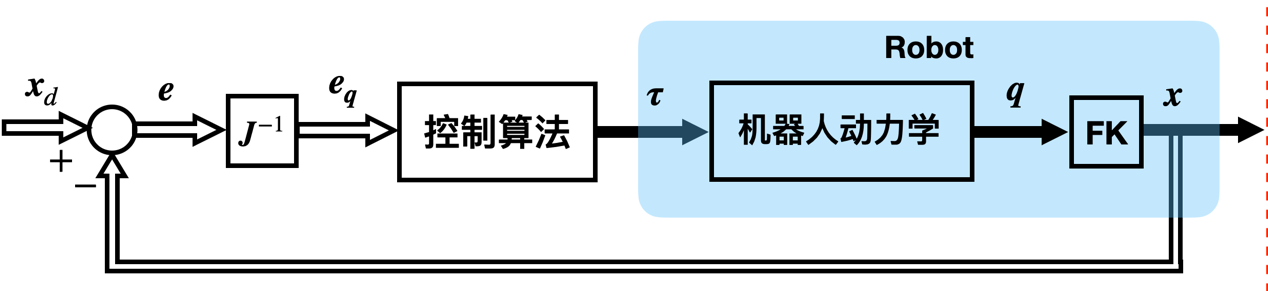 Robot
x_d
e
e_q
τ
q
x
+
−
J^{-1}
控制算法
机器人动力学
FK